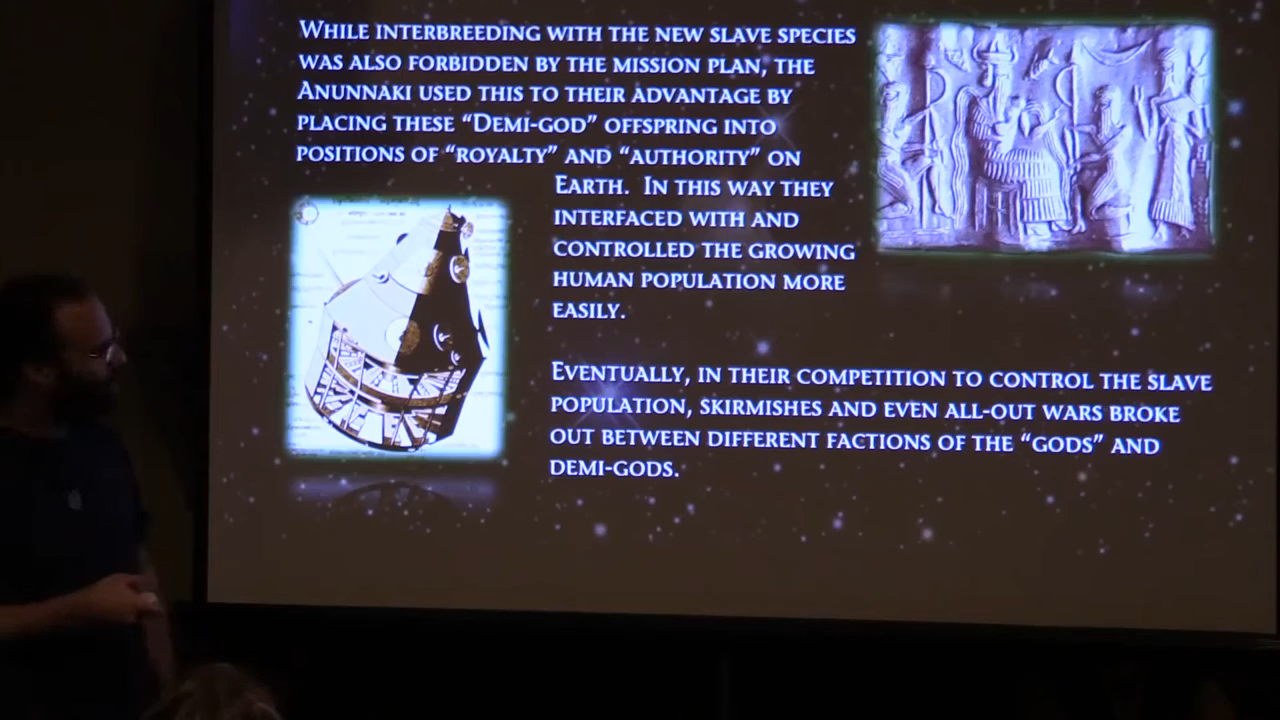 While interbreeding with the new slave species
was also forbidden by the mission plan, the
Anunnaki used this to their advantage by
placing these “Demi-god” offspring into
positions of “royalty” and “authority” on
Earth. In this way they
interfaced with and
controlled the growing
human population more
easily.
Eventually, in their competition to control the slave
population, skirmishes and even all-out wars broke
out between different factions of the “gods” and
demi-gods.